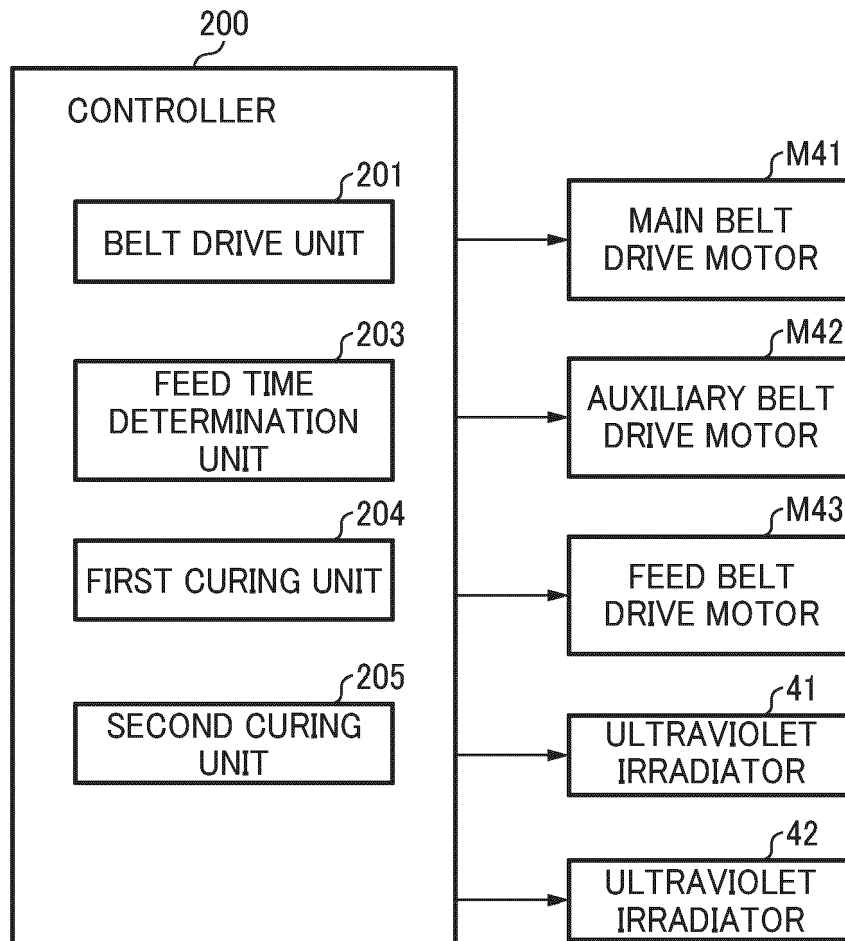 200
CONTROLLER
201
BELT DRIVE UNIT
203
FEED TIME
DETERMINATION
UNIT
204
FIRST CURING UNIT
205
SECOND CURING
UNIT
M41
MAIN BELT
DRIVE MOTOR
M42
AUXILIARY BELT
DRIVE MOTOR
M43
FEED BELT
DRIVE MOTOR
41
ULTRAVIOLET
IRRADIATOR
42
ULTRAVIOLET
IRRADIATOR